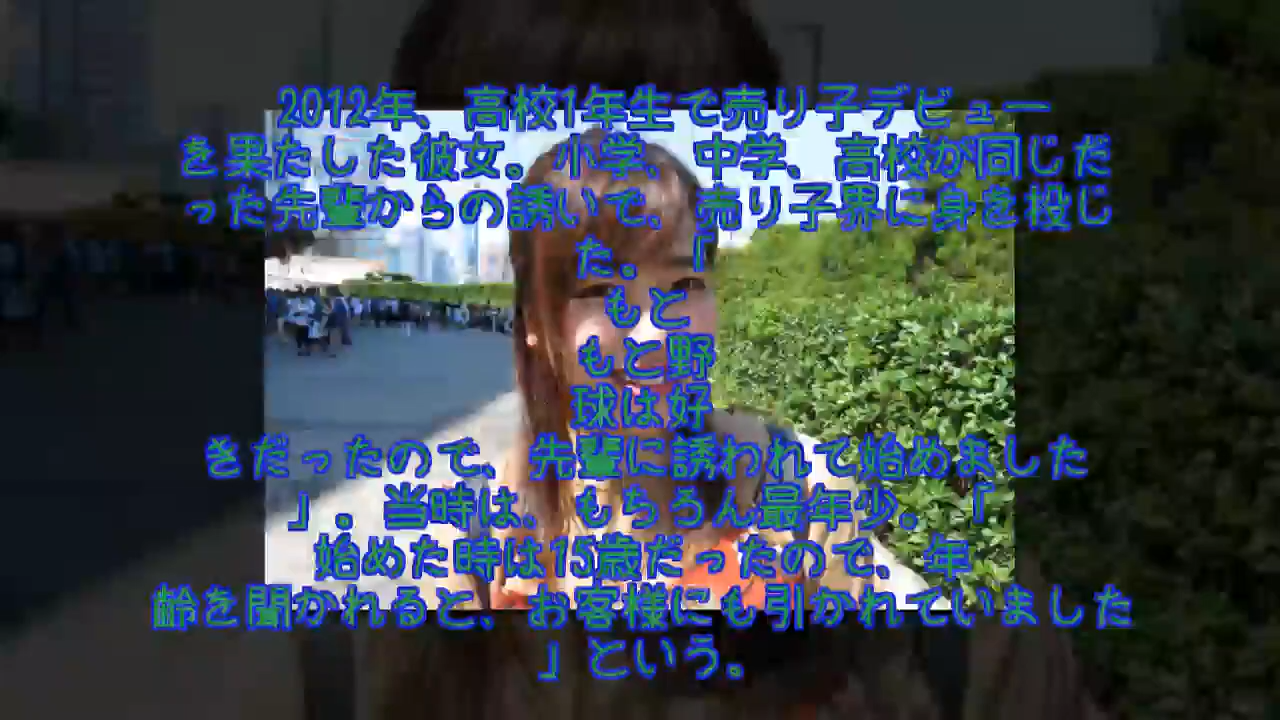 2012年、高校1年生で売り子デビュー
を果たした彼女。小学、中学、高校が同じだ
った先輩からの誘いで、売り子界に身を投じ
た。「
もと
もと野
球は好
きだったので、先輩に誘われて始めました
」。当時は、もちろん最年少。「
始めた時は15歳だったので、年
齢を聞かれると、お客様にも引かれていました
」という。